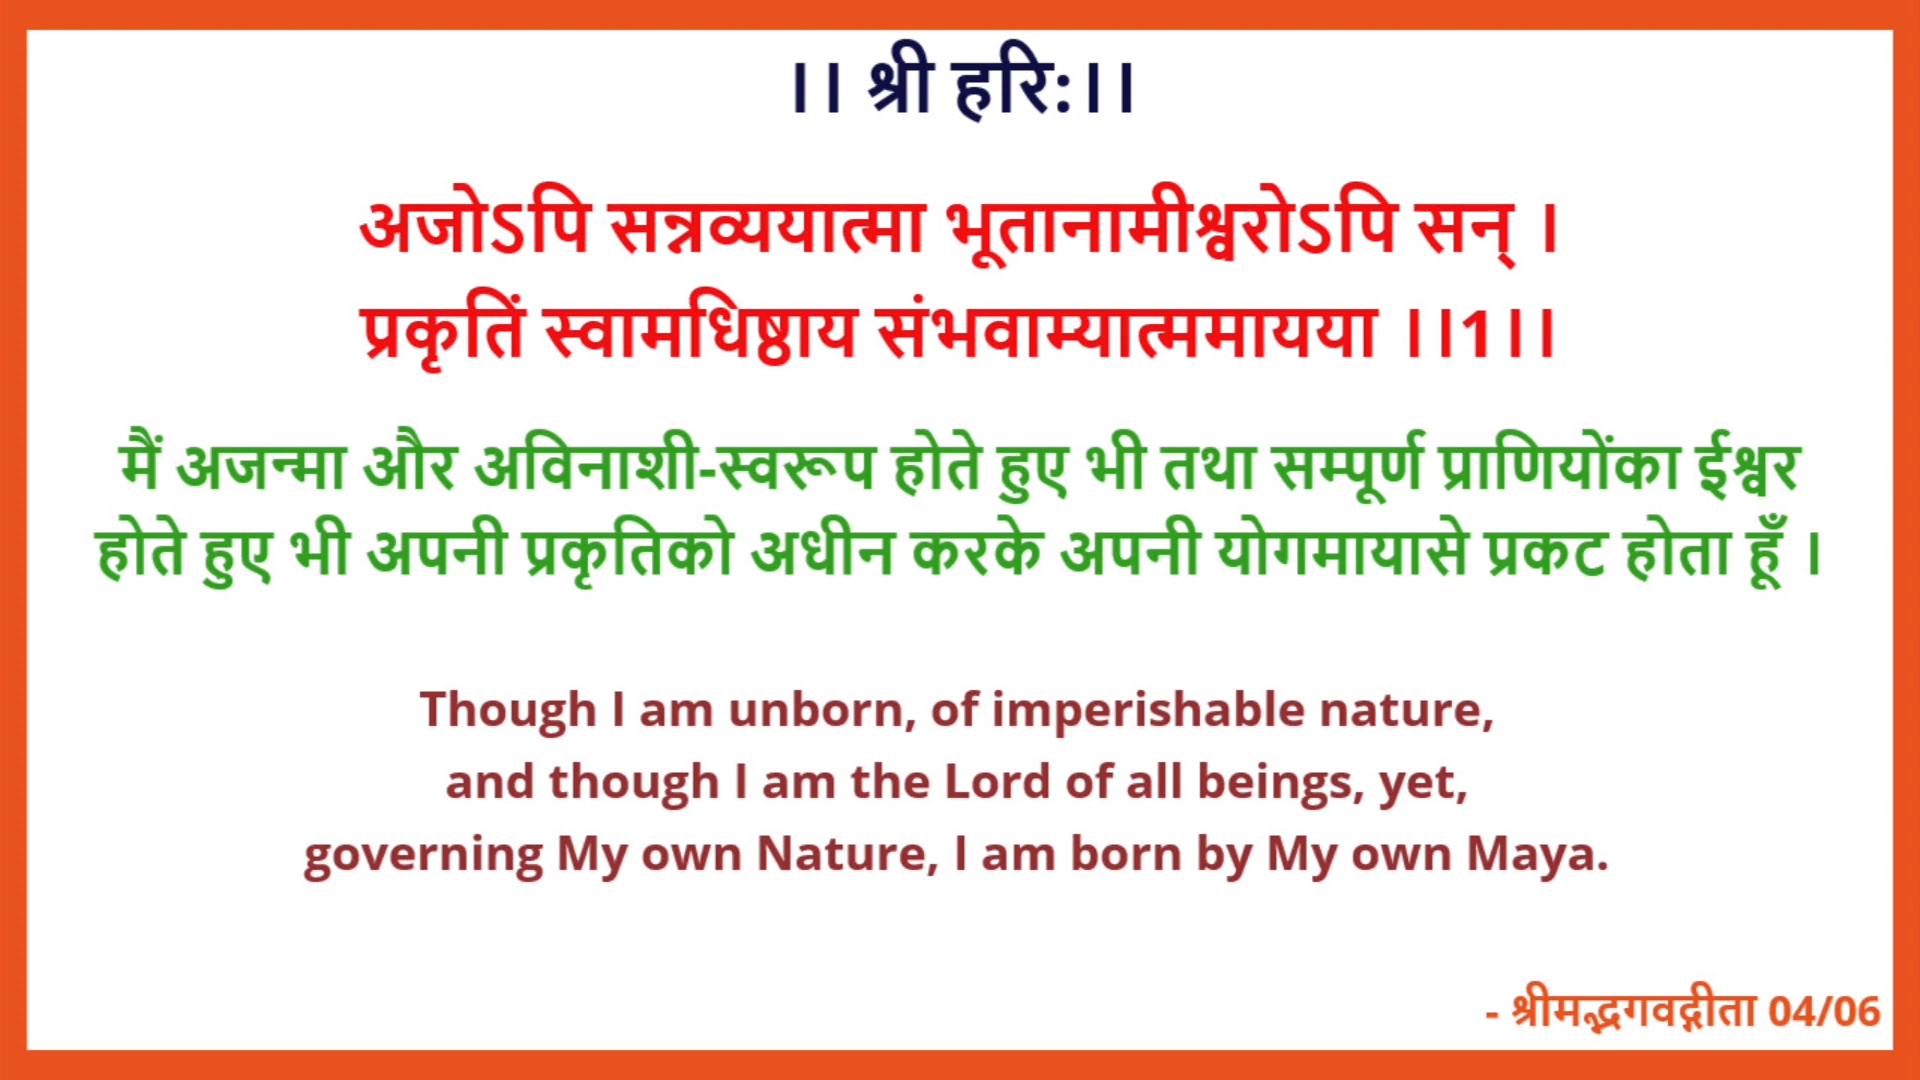 ।। श्री हरि:।।
अजोऽपि सन्नव्ययात्मा भूतानामीश्वरोऽपि सन् ।
प्रकृतिं स्वामधिष्ठाय संभवाम्यात्ममायया ।।1।।
मैं अजन्मा और अविनाशी-स्वरूप होते हुए भी तथा सम्पूर्ण प्राणियोंका ईश्वर
होते हुए भी अपनी प्रकृतिको अधीन करके अपनी योगमायासे प्रकट होता हूँ ।
Though I am unborn, of imperishable nature,
and though I am the Lord of all beings, yet,
governing My own Nature, I am born by My own Maya.
- श्रीमद्भगवद्गीता 04/06